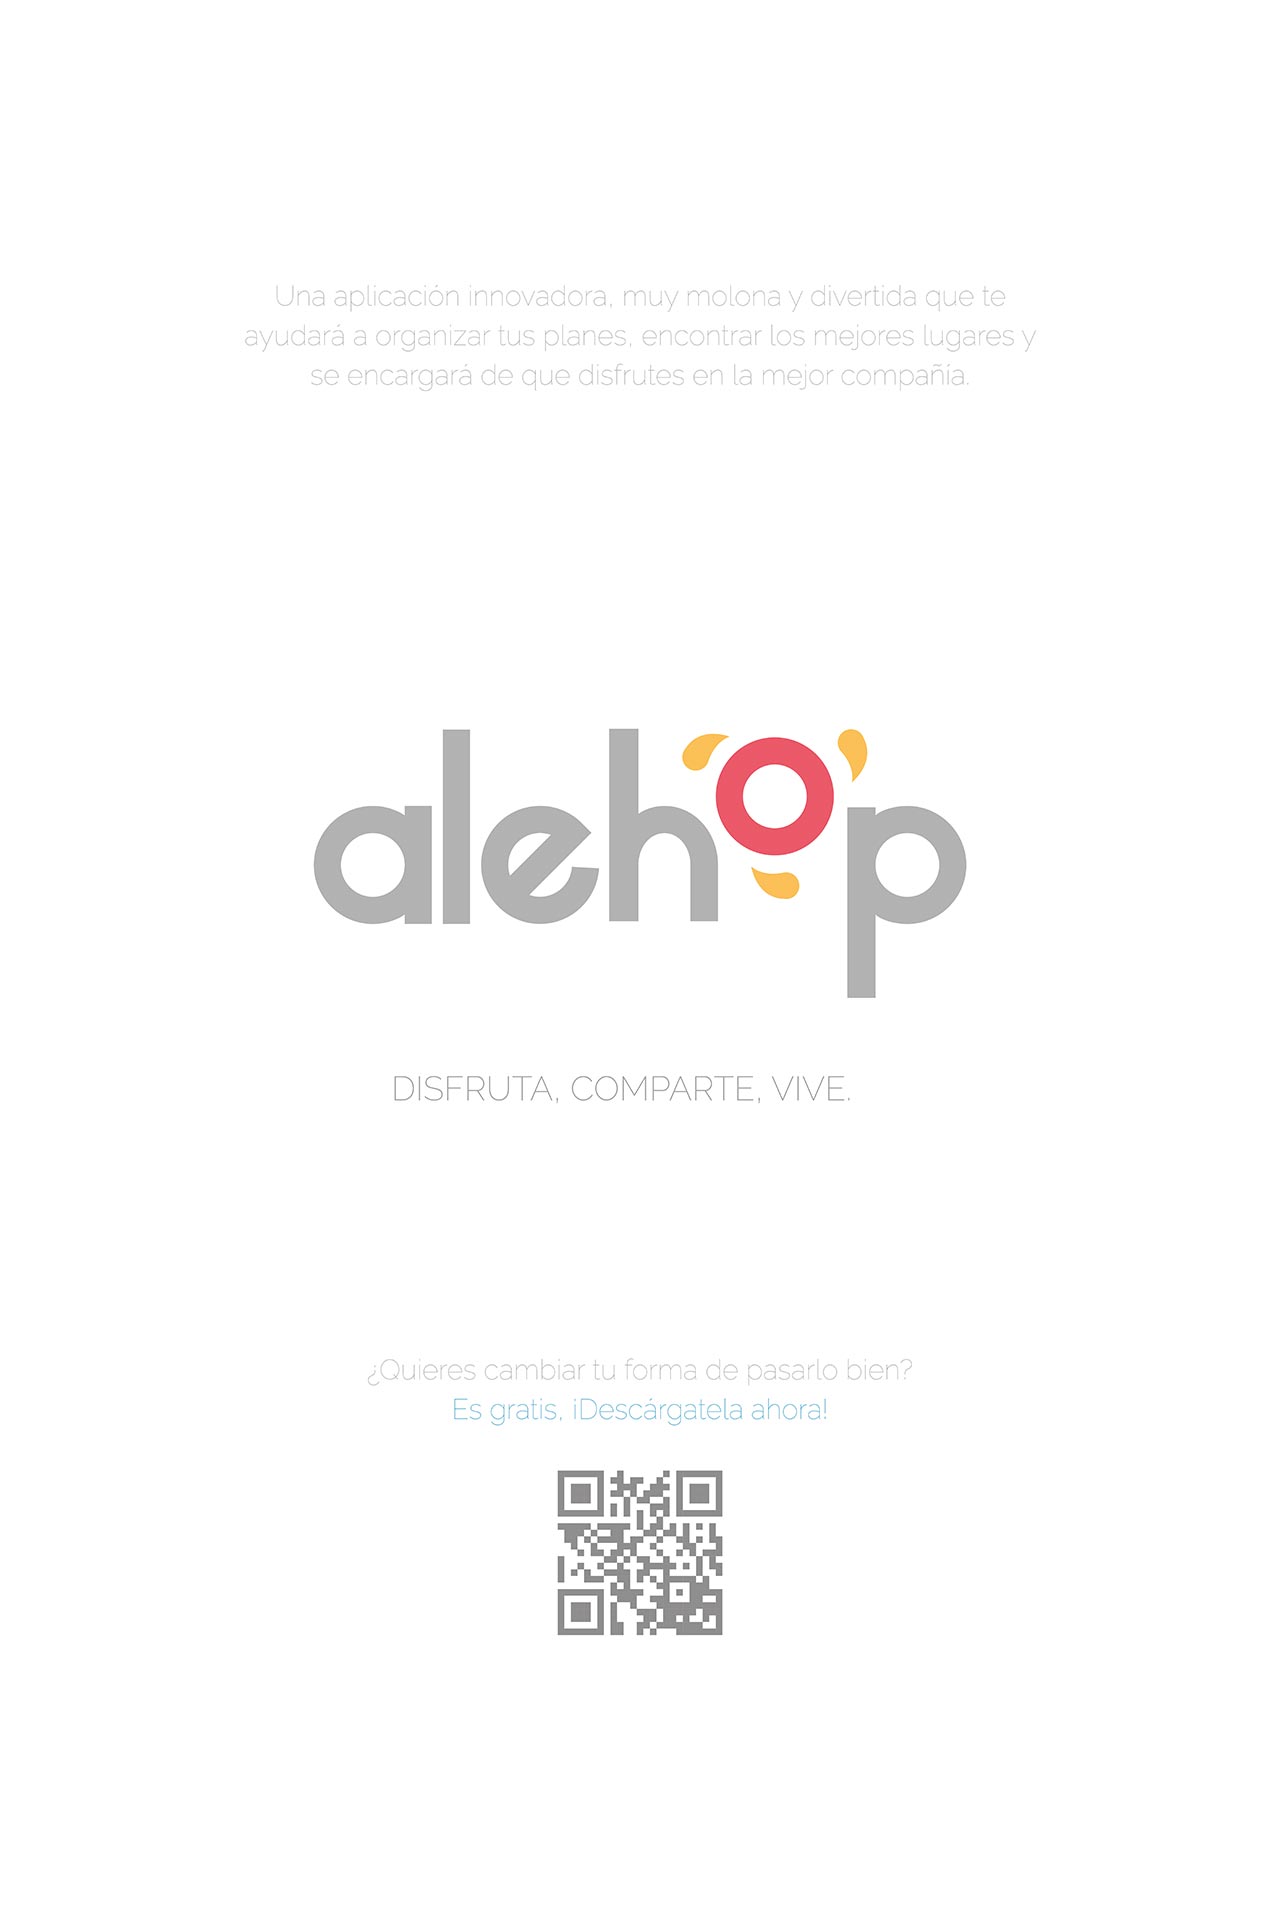 Una aplicación innovadora, muy molona y divertida que te
ayudará a organizar tus planes, encontrar los mejores lugares y
se encargará de que disfrutes en la mejor compañía.
alehop
DISFRUTA, COMPARTE, VIVE.
¿Quieres cambiar tu forma de pasarlo bien?
Es gratis, ¡Descárgatela ahora!